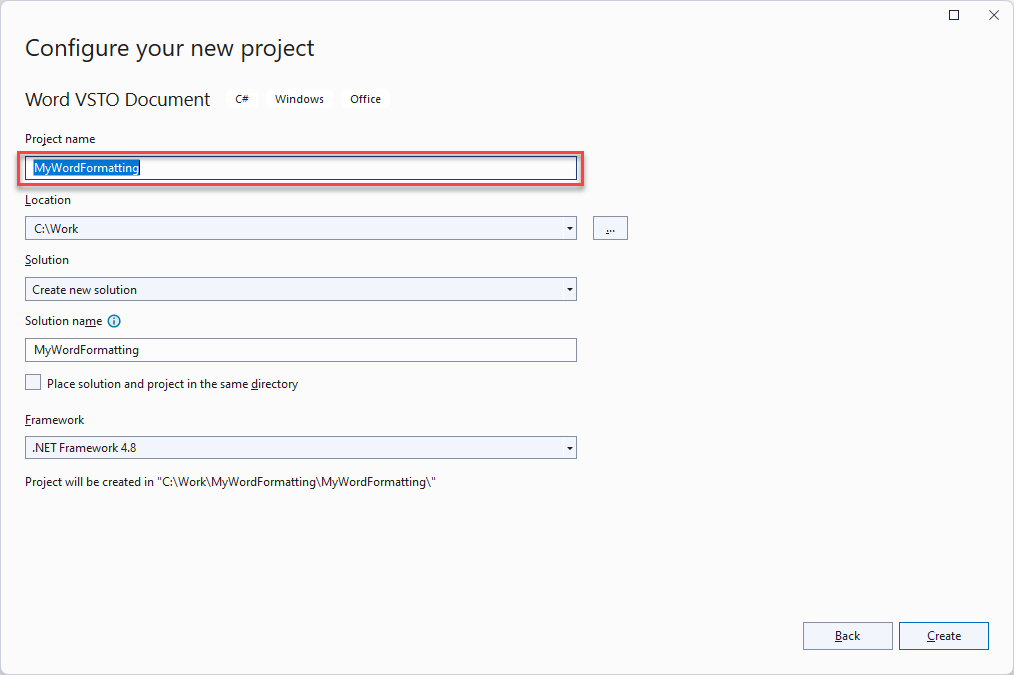 Configure your new project
Word VSTO Document C# Windows Office
Project name
MyWordFormatting
Location
C:\Work
...
Solution
Create new solution
Solution name
MyWordFormatting
Place solution and project in the same directory
Framework
.NET Framework 4.8
Project will be created in "C:\Work\MyWordFormatting\MyWordFormatting\"
Back Create